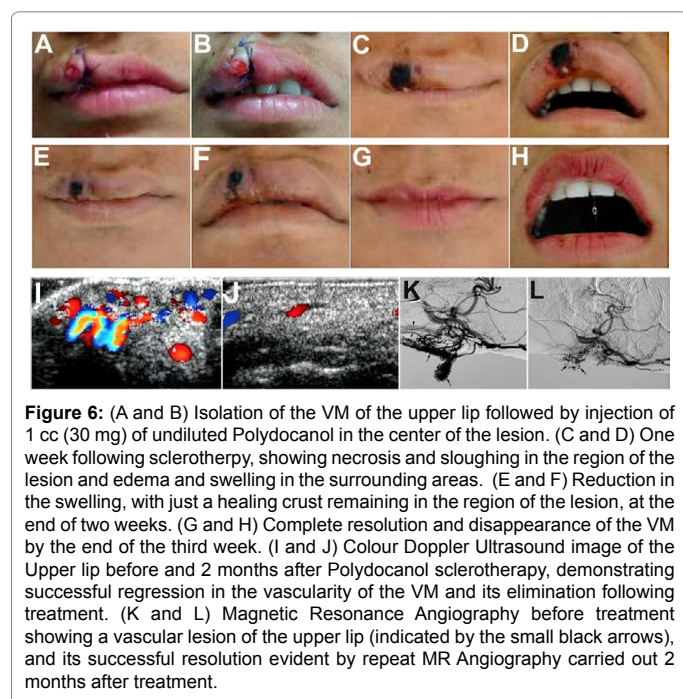 A B C D
E F G H
I J K L
Figure 6: (A and B) Isolation of the VM of the upper lip followed by injection of
1 cc (30 mg) of undiluted Polydocanol in the center of the lesion. (C and D) One
week following sclerotherpy, showing necrosis and sloughing in the region of the
lesion and edema and swelling in the surrounding areas. (E and F) Reduction in
the swelling, with just a healing crust remaining in the region of the lesion, at the
end of two weeks. (G and H) Complete resolution and disappearance of the VM
by the end of the third week. (I and J) Colour Doppler Ultrasound image of the
Upper lip before and 2 months after Polydocanol sclerotherapy, demonstrating
successful regression in the vascularity of the VM and its elimination following
treatment. (K and L) Magnetic Resonance Angiography before treatment
showing a vascular lesion of the upper lip (indicated by the small black arrows),
and its successful resolution evident by repeat MR Angiography carried out 2
months after treatment.